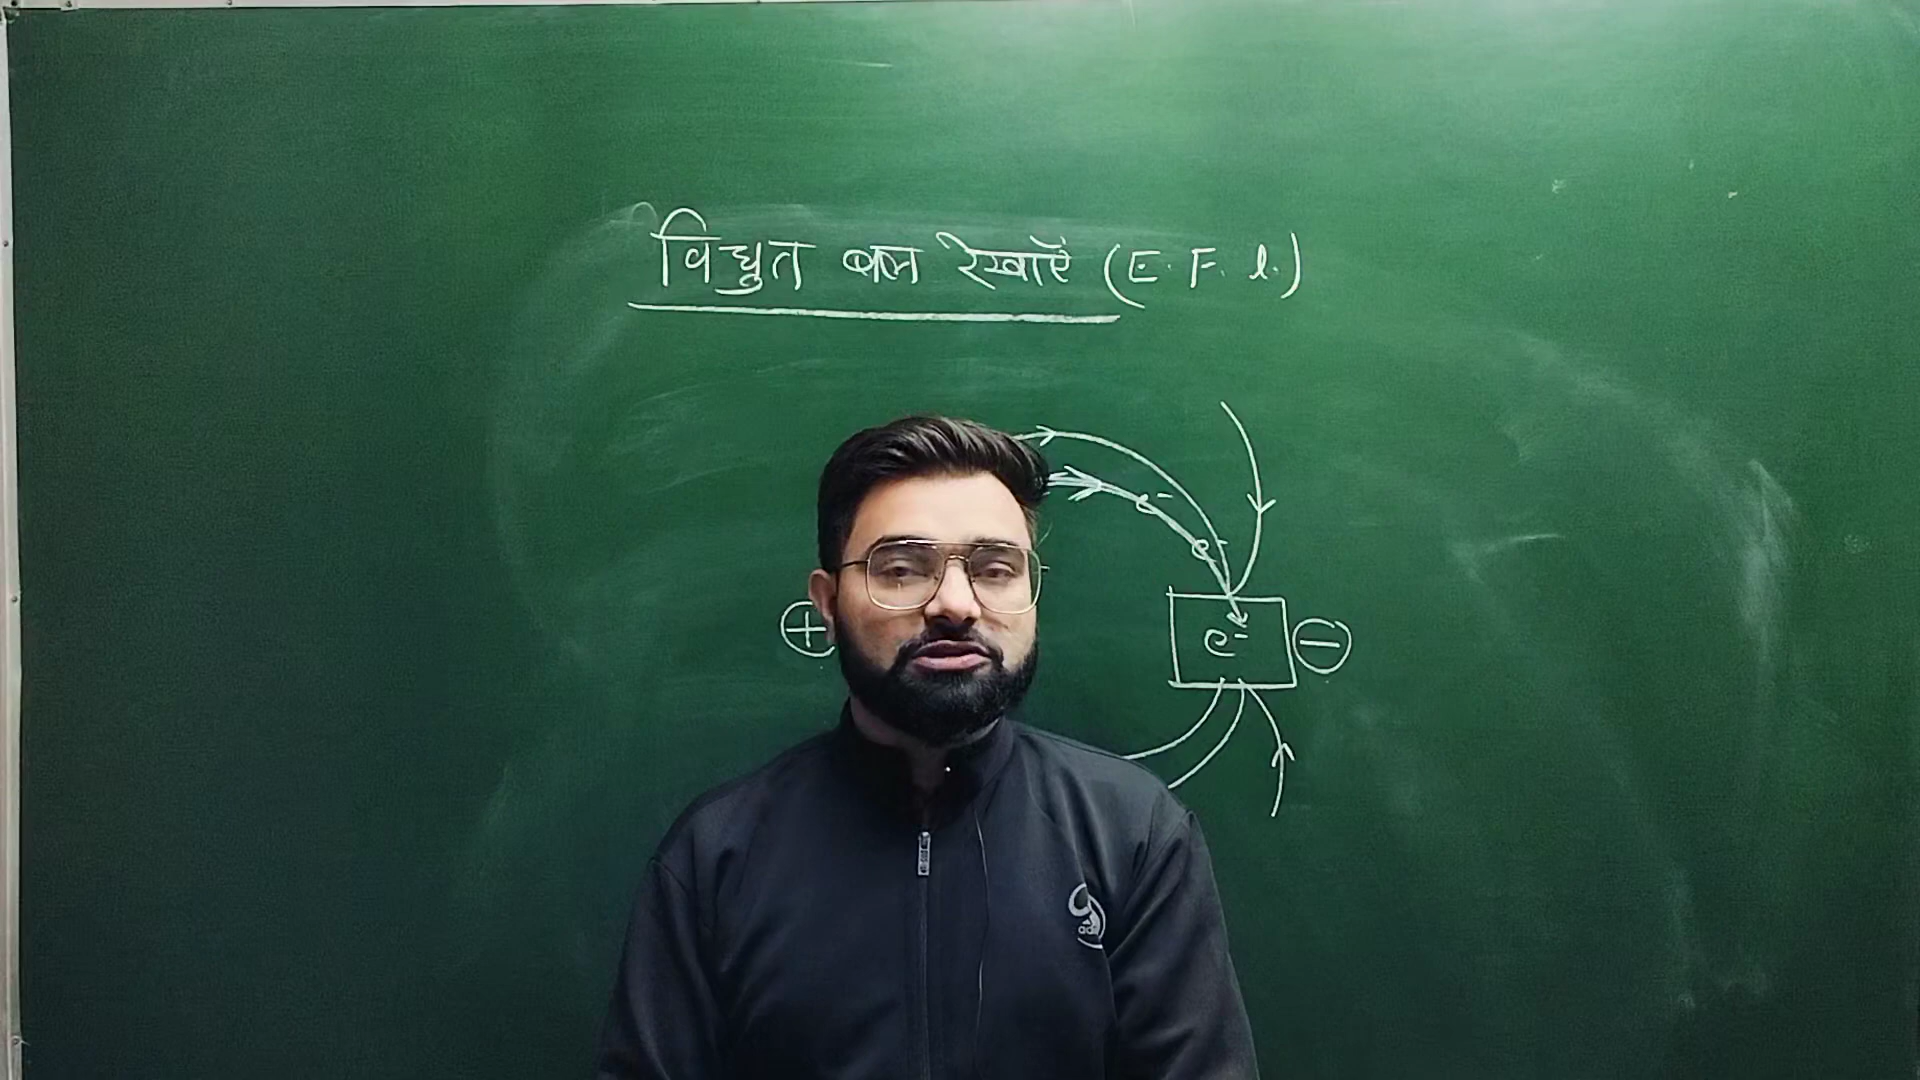 विद्युत बल रेखाएँ (E. F. l.)
+
e-
e-
e- −